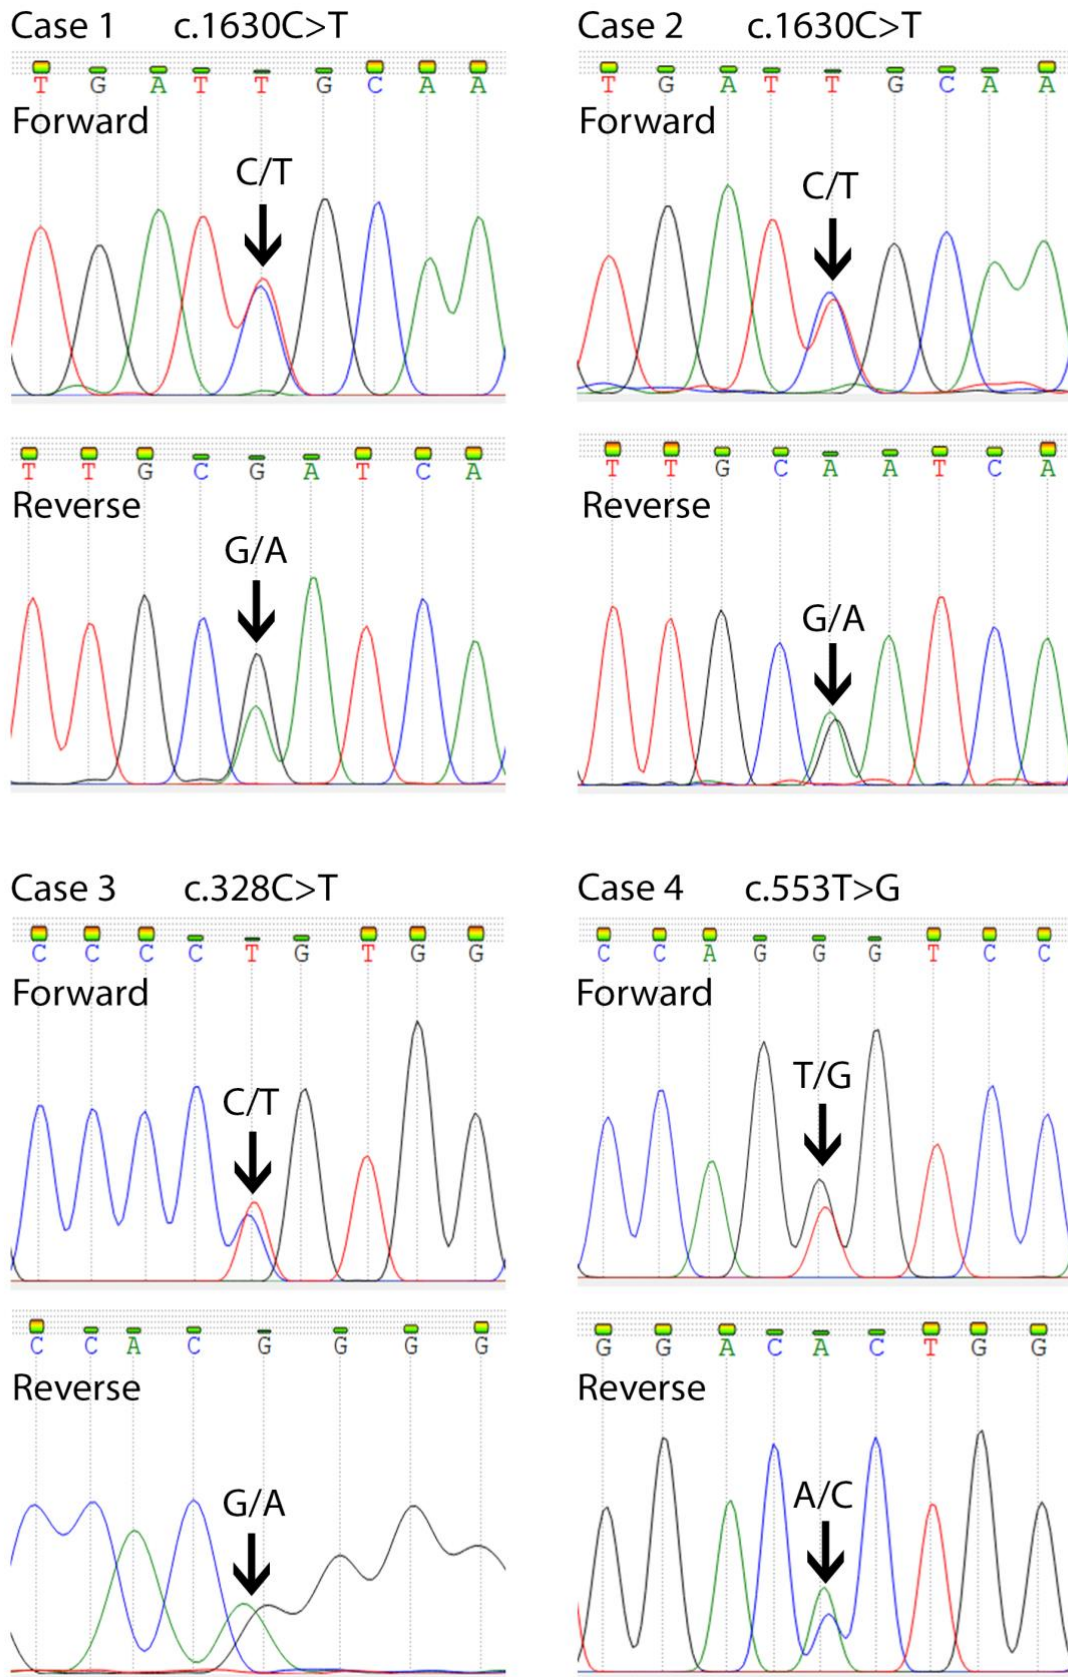 Case 1 c.1630C>T
T G A T T G C A A
Forward
C/T
T T G C G A T C A
Reverse
G/A
Case 2 c.1630C>T
T G A T T G C A A
Forward
C/T
T T G C A A T C A
Reverse
G/A
Case 3 c.328C>T
C C C C T G T G G
Forward
C/T
C C A C G G G G
Reverse
G/A
Case 4 c.553T>G
C C A G G G T C C
Forward
T/G
G G A C A C T G G
Reverse
A/C